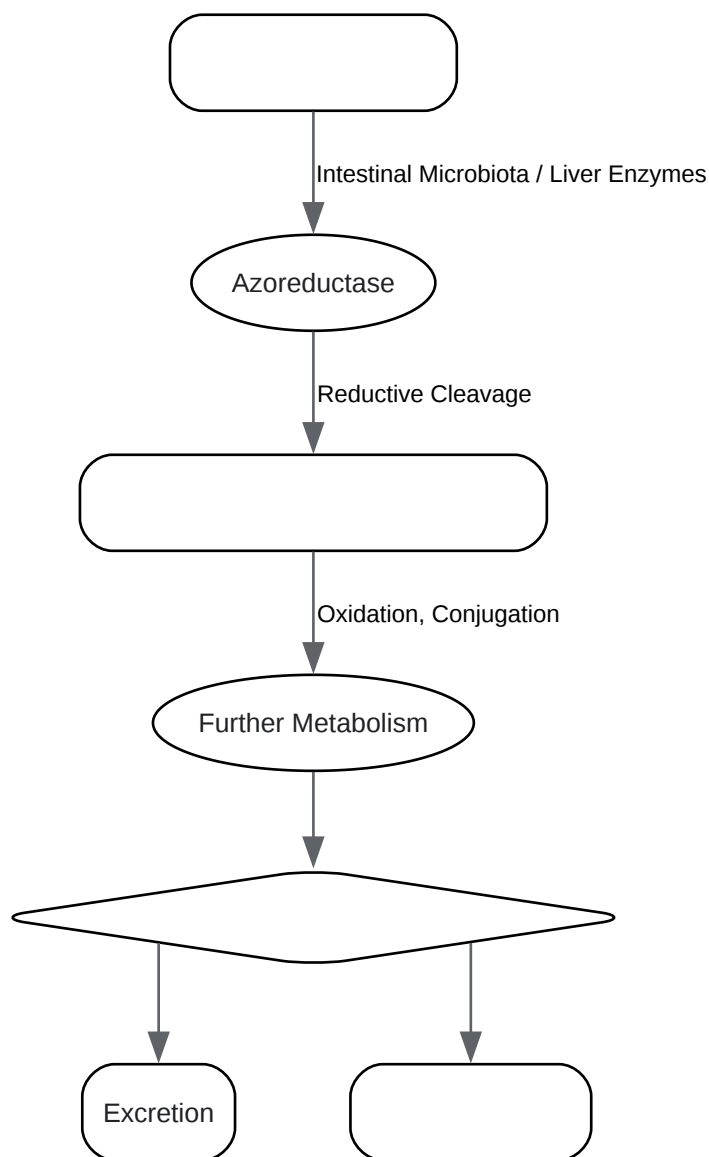 Intestinal Microbiota / Liver Enzymes
Azoreductase
Reductive Cleavage
Oxidation, Conjugation
Further Metabolism
Excretion